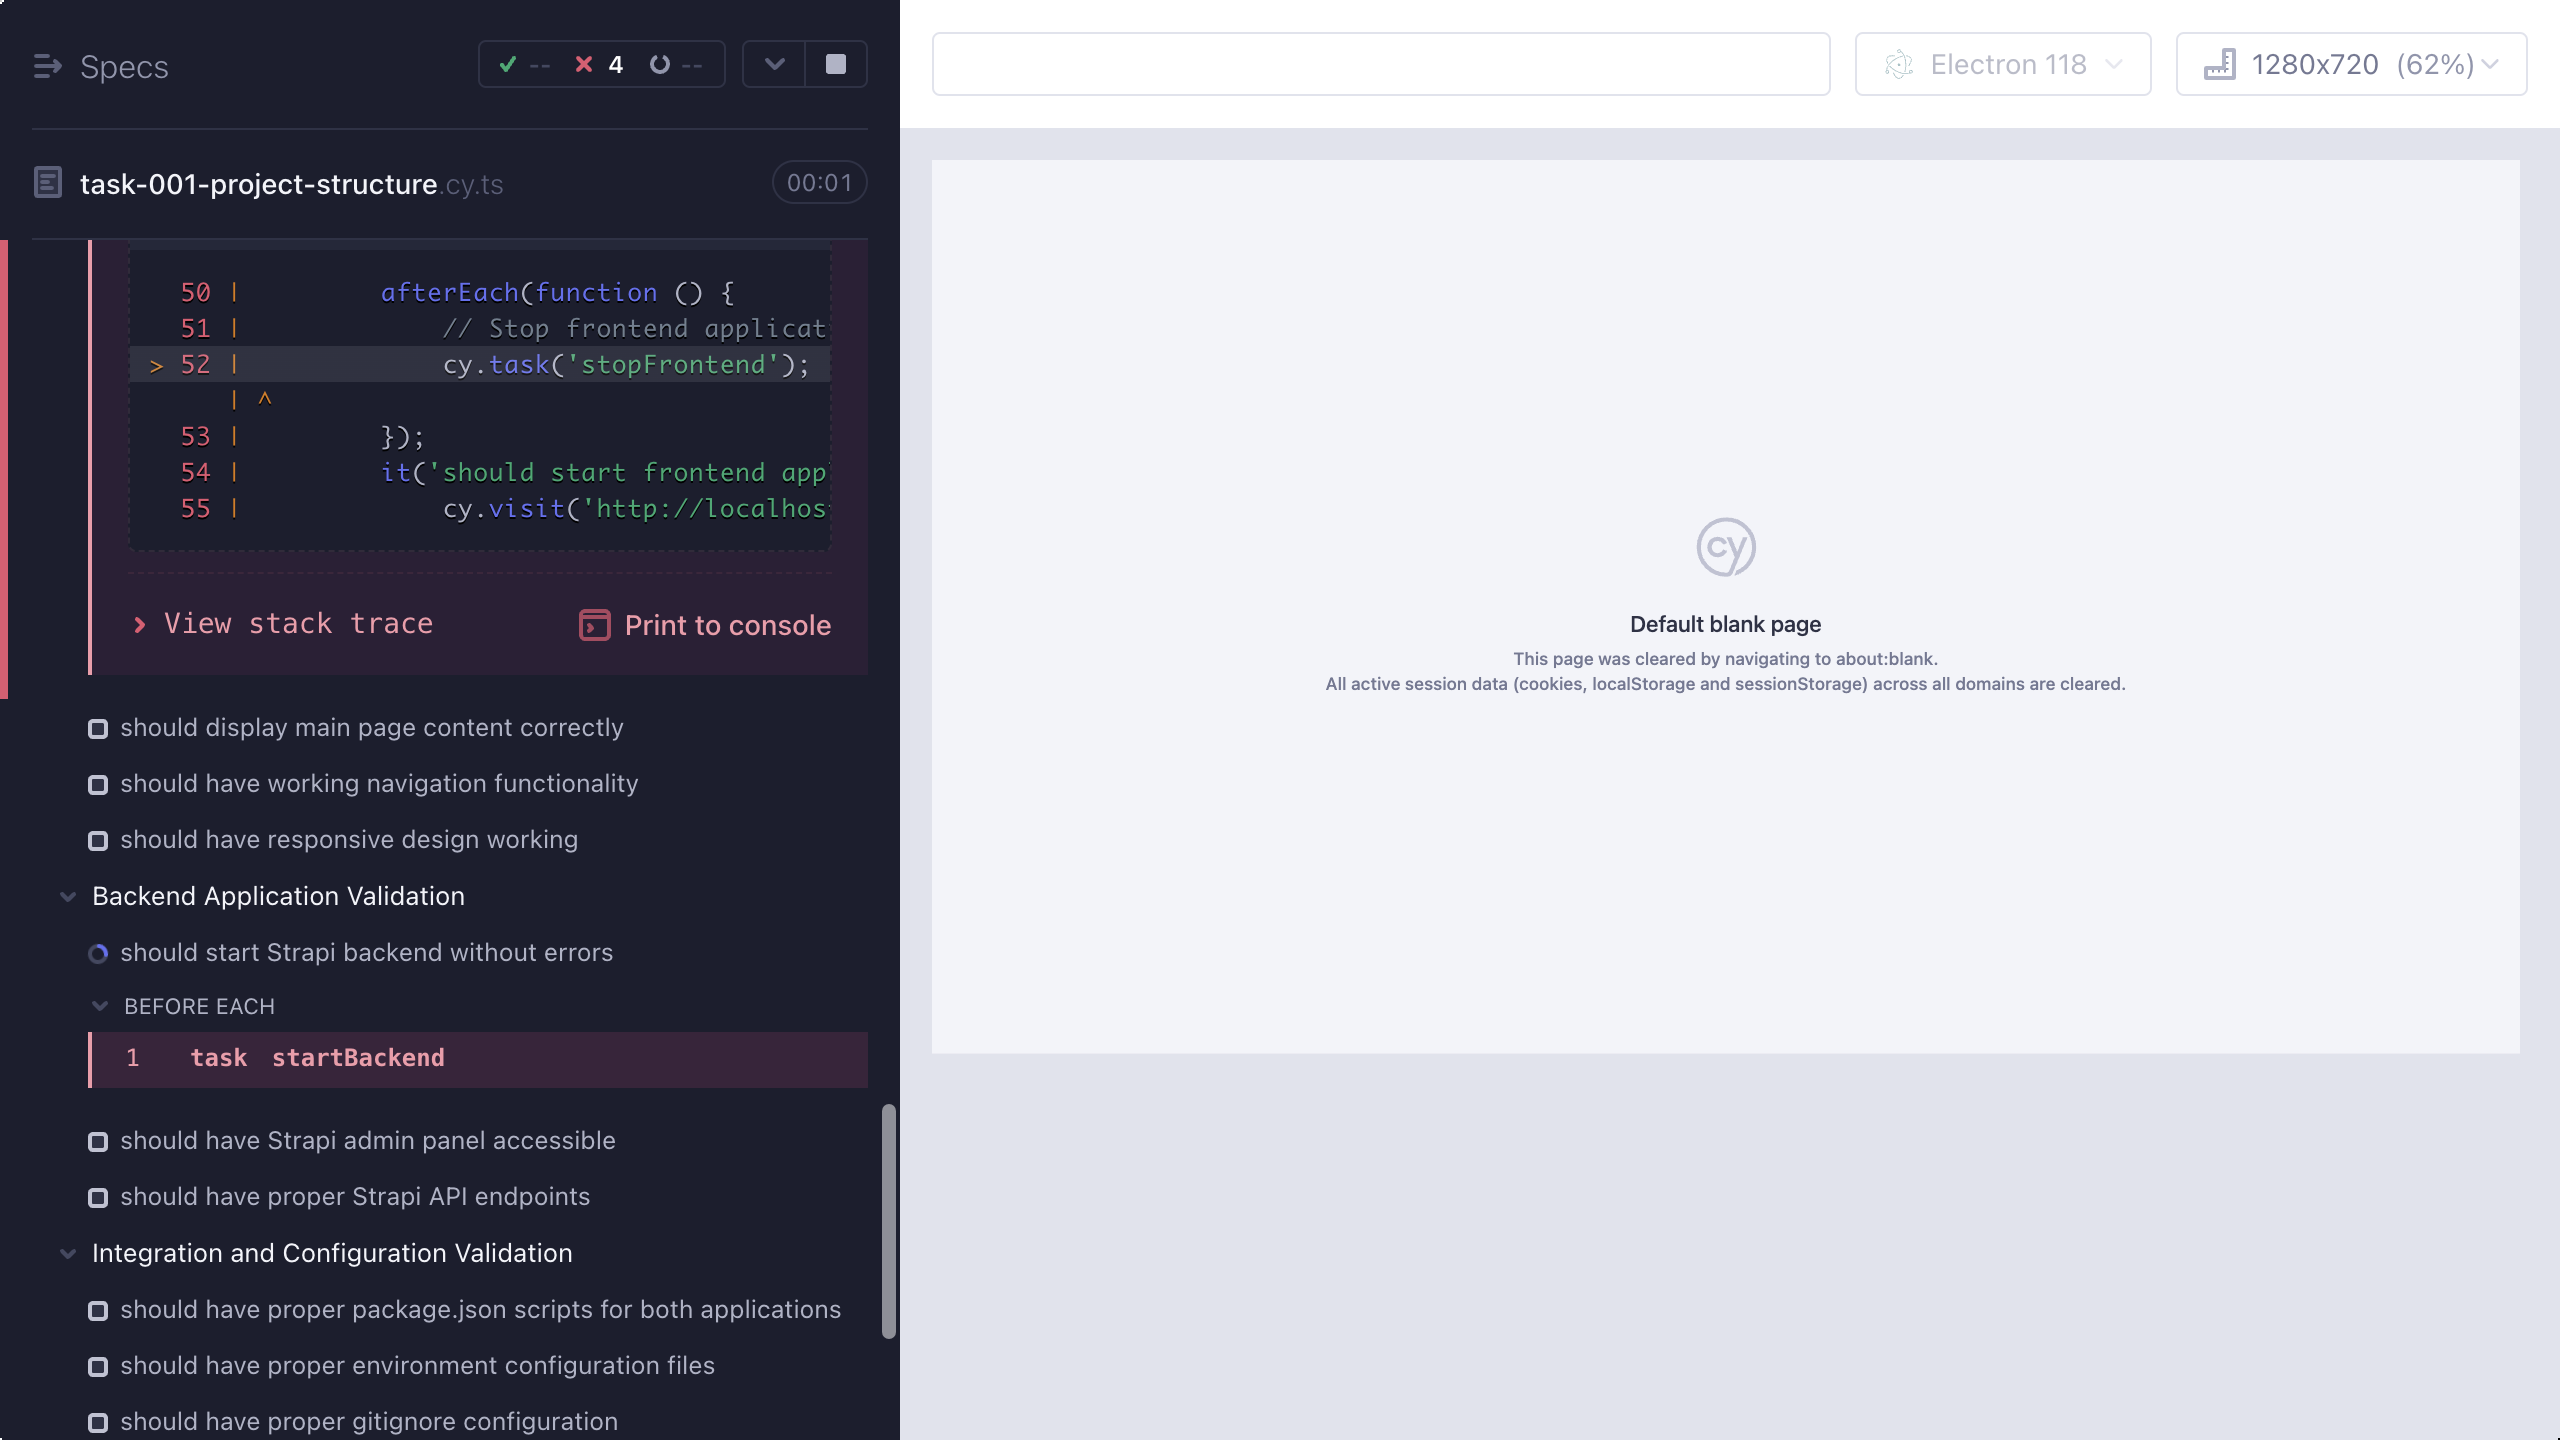 Specs
-- 4 --
task-001-project-structure.cy.ts 00:01
50 | afterEach(function () {
51 | // Stop frontend applicat
> 52 | cy.task('stopFrontend');
| ^
53 | });
54 | it('should start frontend app
55 | cy.visit('http://localhos
View stack trace
Print to console
should display main page content correctly
should have working navigation functionality
should have responsive design working
Backend Application Validation
should start Strapi backend without errors
BEFORE EACH
1 task startBackend
should have Strapi admin panel accessible
should have proper Strapi API endpoints
Integration and Configuration Validation
should have proper package.json scripts for both applications
should have proper environment configuration files
should have proper gitignore configuration
Electron 118
1280x720 (62%)
cy
Default blank page
This page was cleared by navigating to about:blank.
All active session data (cookies, localStorage and sessionStorage) across all domains are cleared.